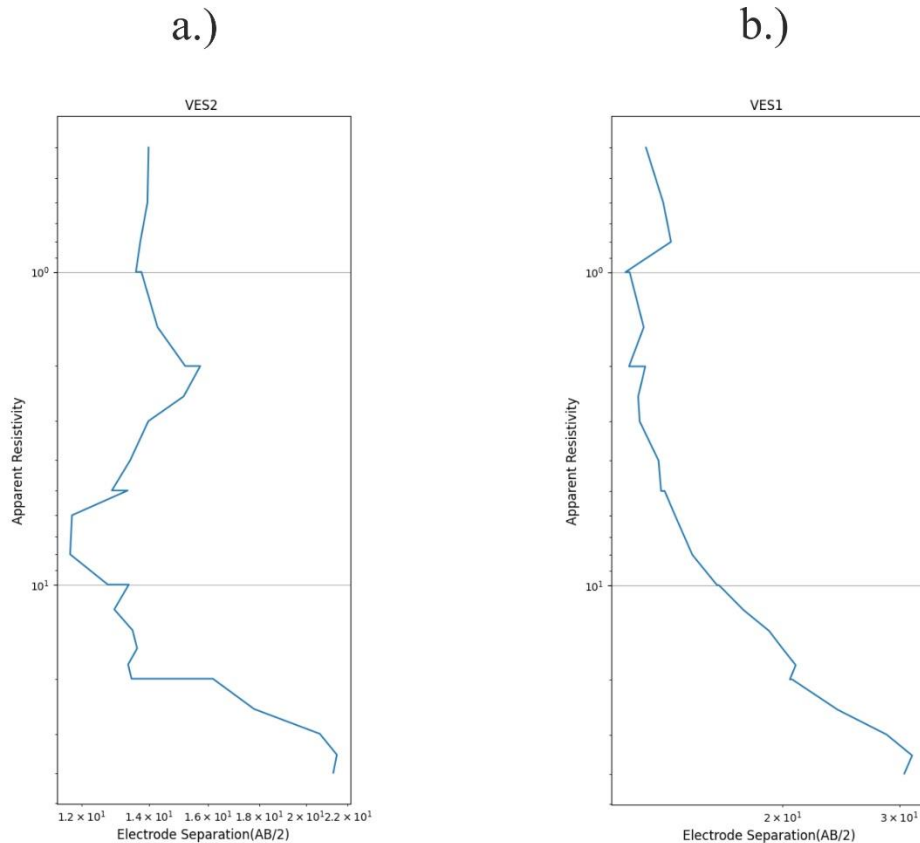 a.)
b.)
VES2
10⁰
10¹
Apparent Resistivity
1.2 × 10¹ 1.4 × 10¹ 1.6 × 10¹ 1.8 × 10¹ 2 × 10¹ 2.2 × 10¹
Electrode Separation(AB/2)
VES1
10⁰
10¹
Apparent Resistivity
2 × 10¹ 3 × 10¹
Electrode Separation(AB/2)